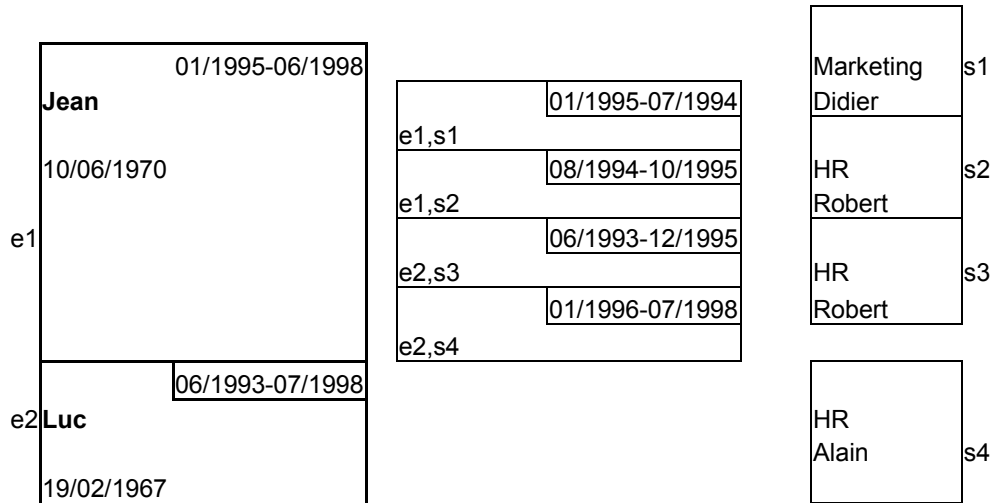 01/1995-06/1998
Jean
10/06/1970
e1
06/1993-07/1998
e2
Luc
19/02/1967
01/1995-07/1994
e1,s1
08/1994-10/1995
e1,s2
06/1993-12/1995
e2,s3
01/1996-07/1998
e2,s4
Marketing
s1
Didier
HR
s2
Robert
HR
s3
Robert
HR
Alain
s4